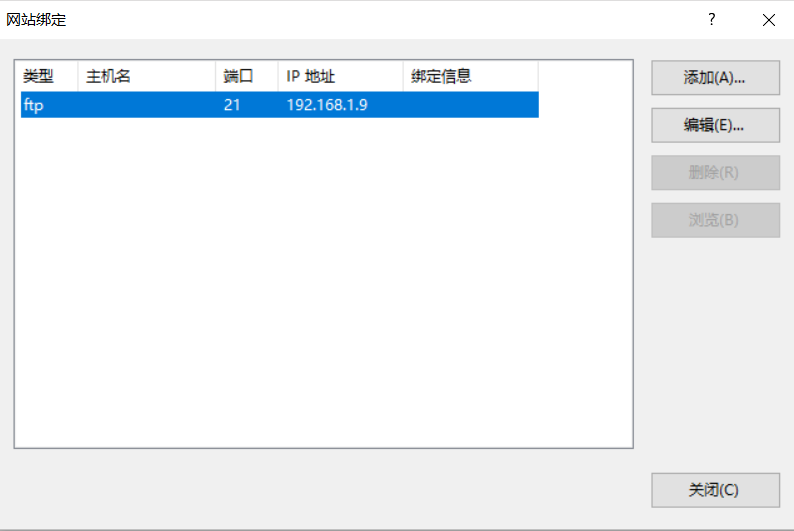 网站绑定
?
类型 主机名 端口 IP 地址 绑定信息
ftp 21 192.168.1.9
添加(A)...
编辑(E)...
删除(R)
浏览(B)
关闭(C)